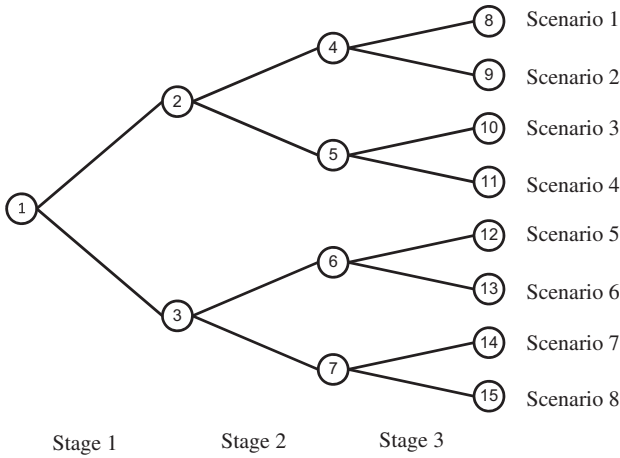 8 Scenario 1
4
9 Scenario 2
2
10 Scenario 3
5
11 Scenario 4
1
12 Scenario 5
6
13 Scenario 6
3
14 Scenario 7
7
15 Scenario 8
Stage 1 Stage 2 Stage 3